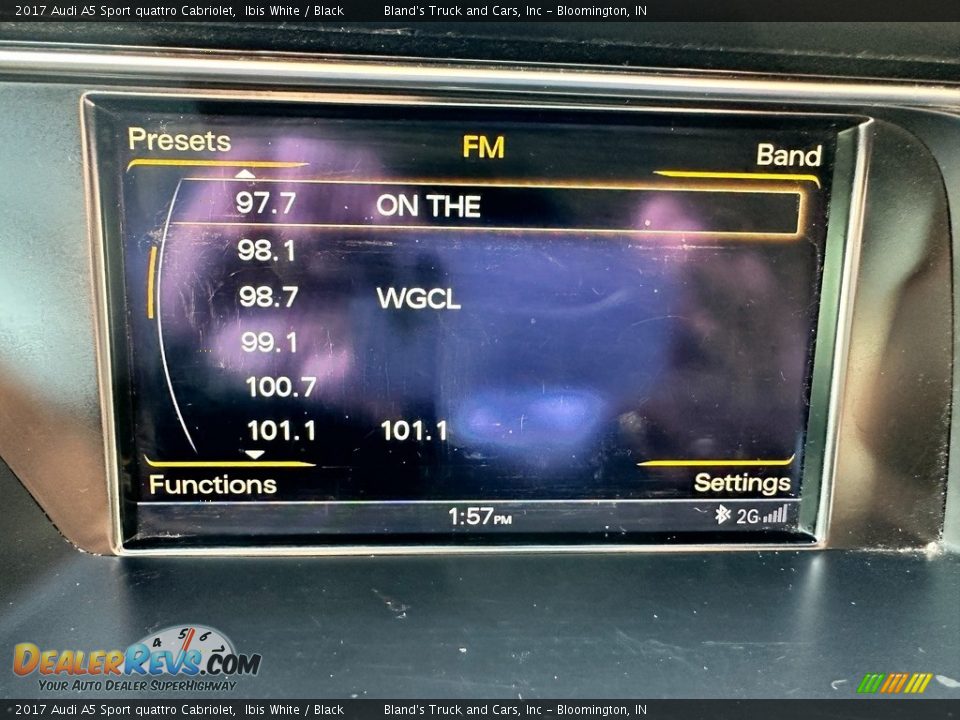 2017 Audi A5 Sport quattro Cabriolet, Ibis White / Black Bland's Truck and Cars, Inc - Bloomington, IN
Presets FM Band
97.7 ON THE
98.1
98.7 WGCL
99.1
100.7
101.1 101.1
Functions Settings
1:57PM 2G
4 5 6
DealerRevs.com
Your Auto Dealer SuperHighway
2017 Audi A5 Sport quattro Cabriolet, Ibis White / Black Bland's Truck and Cars, Inc - Bloomington, IN